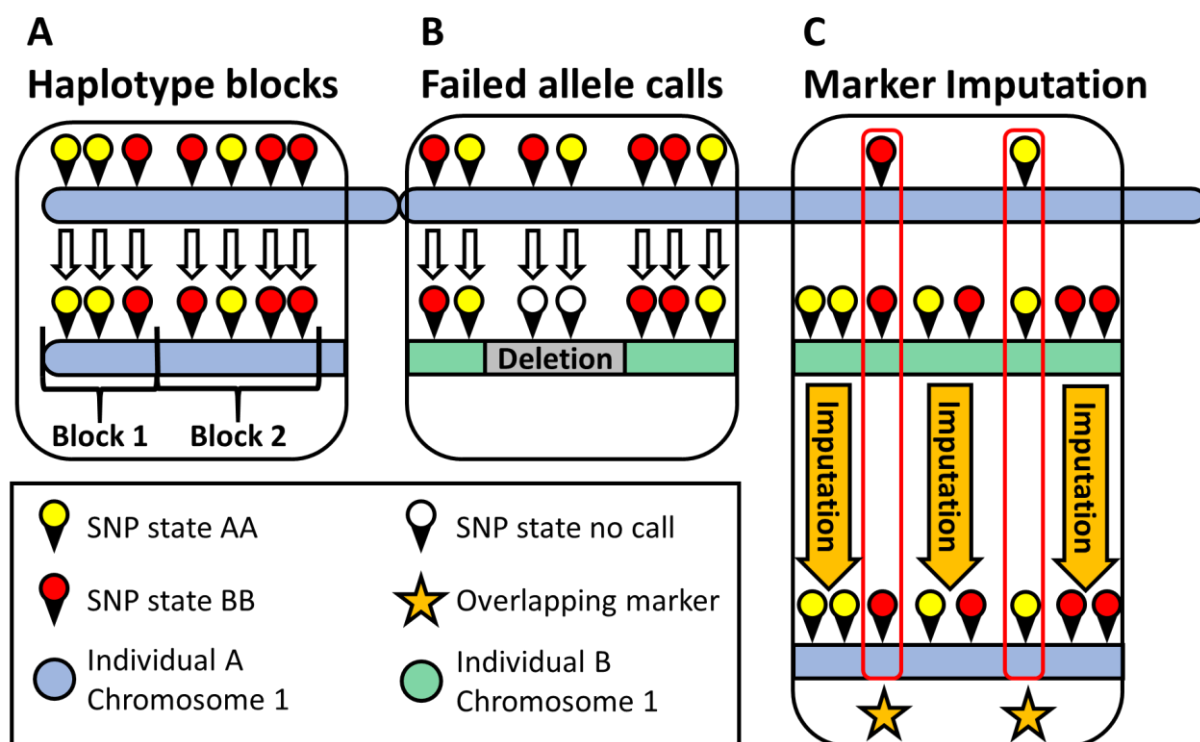 A
Haplotype blocks
B
Failed allele calls
C
Marker Imputation
Deletion
Block 1
Block 2
Imputation
Imputation
Imputation
SNP state AA
SNP state BB
Individual A
Chromosome 1
SNP state no call
Overlapping marker
Individual B
Chromosome 1